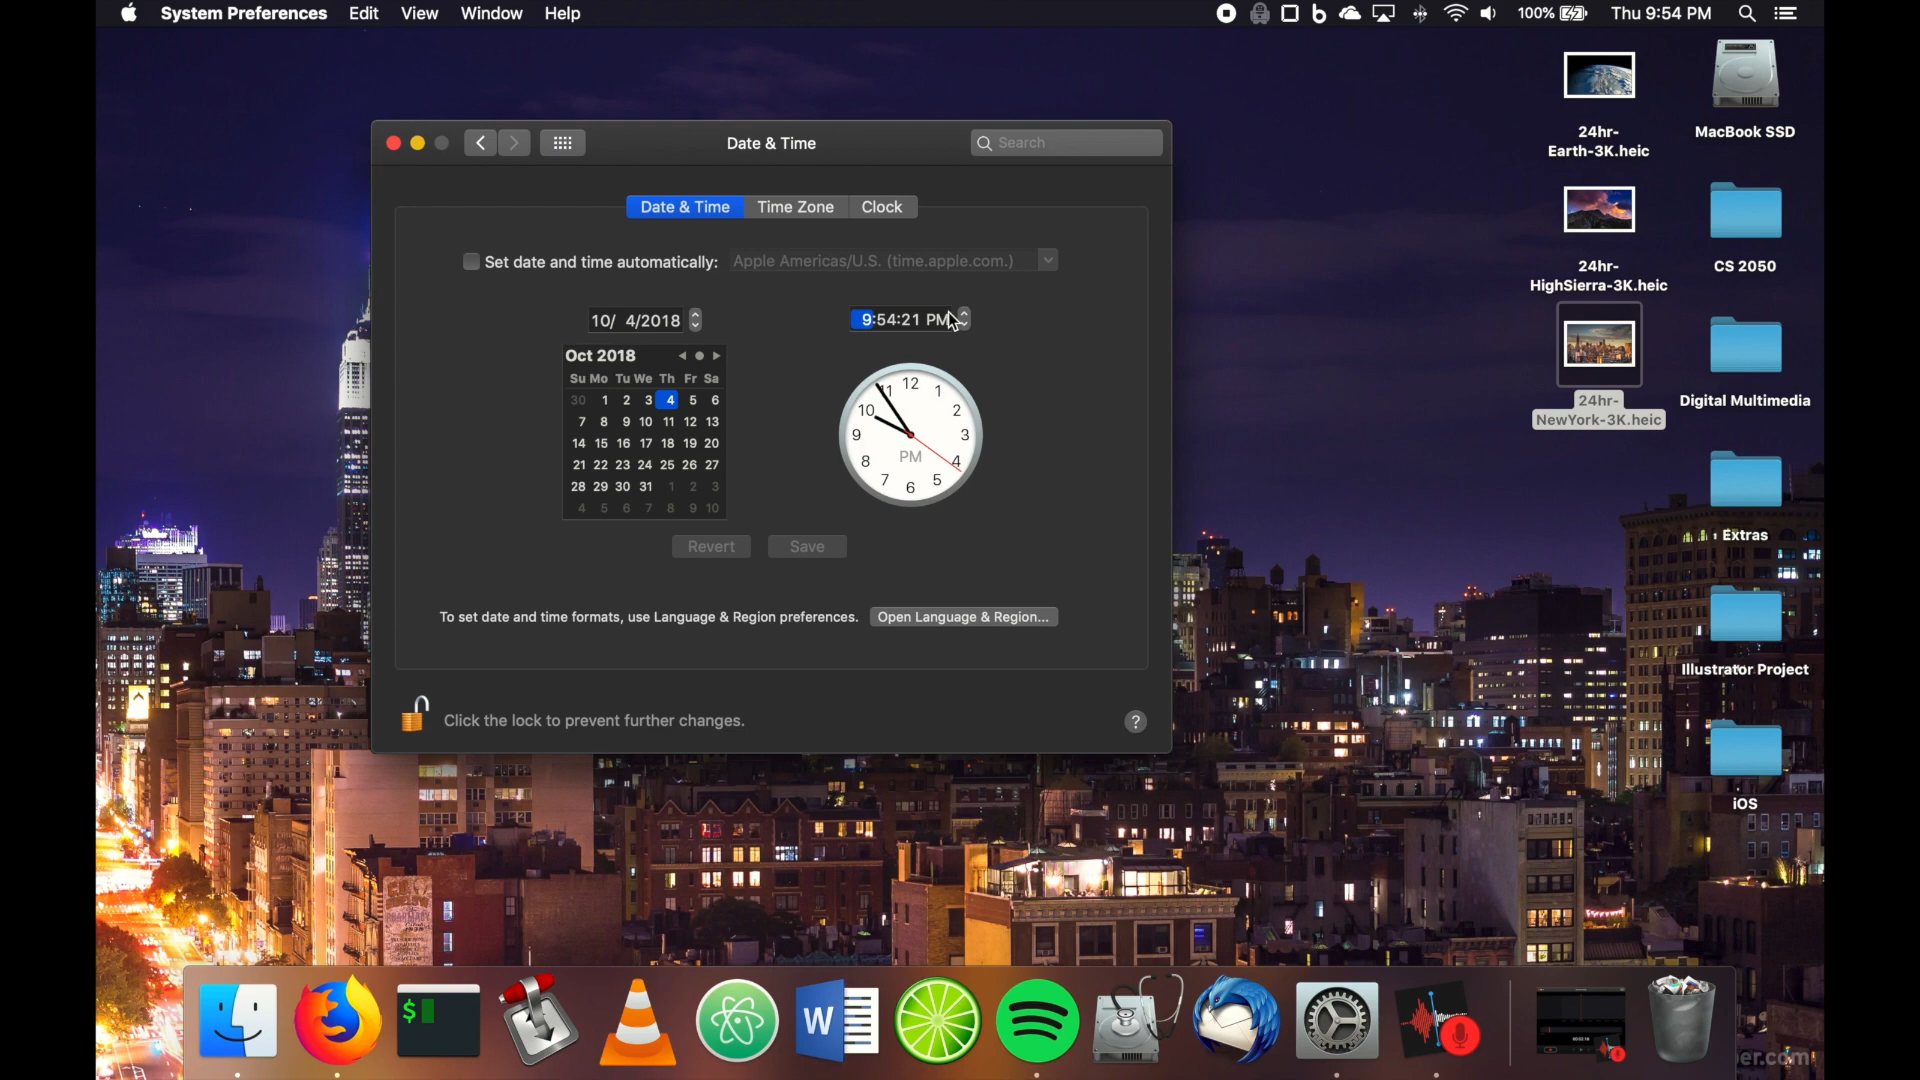 System Preferences Edit View Window Help
b 100% Thu 9:54 PM
24hr-
Earth-3K.heic
MacBook SSD
Date & Time
Search
Date & Time Time Zone Clock
24hr-
HighSierra-3K.heic
CS 2050
Set date and time automatically: Apple Americas/U.S. (time.apple.com.)
10/ 4/2018
9:54:21 PM
Oct 2018
Su Mo Tu We Th Fr Sa
30 1 2 3 4 5 6
7 8 9 10 11 12 13
14 15 16 17 18 19 20
21 22 23 24 25 26 27
28 29 30 31 1 2 3
4 5 6 7 8 9 10
12
11 1
10 2
9 3
8 4
7 5
6
PM
24hr-
NewYork-3K.heic
Digital Multimedia
Revert Save
Extras
To set date and time formats, use Language & Region preferences. Open Language & Region...
Illustrator Project
Click the lock to prevent further changes. ?
iOS
$
W
er.com